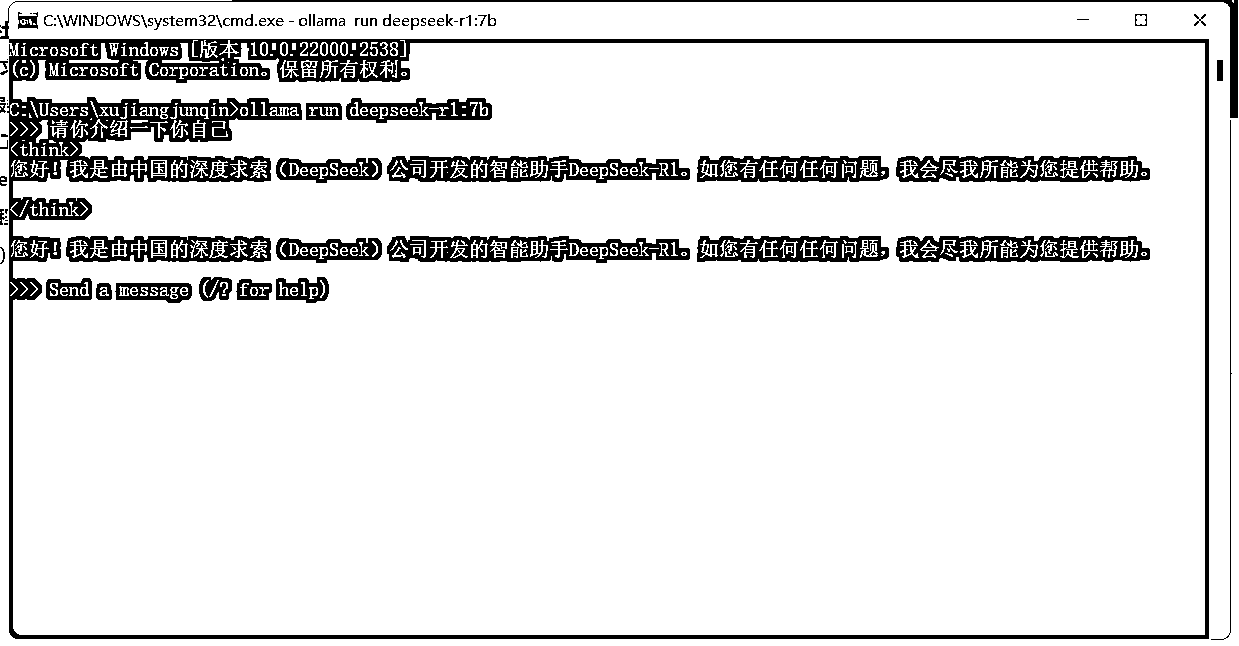 C:\WINDOWS\system32\cmd.exe - ollama  run deepseek-r1:7b
Microsoft Windows [版本 10.0.22000.2538]
(c) Microsoft Corporation。保留所有权利。
C:\Users\xujiangjunqin>ollama run deepseek-r1:7b
>>> 请你介绍一下你自己
<think>
您好！我是由中国的深度求索（DeepSeek）公司开发的智能助手DeepSeek-R1。如您有任何任何问题，我会尽我所能为您提供帮助。
</think>
您好！我是由中国的深度求索（DeepSeek）公司开发的智能助手DeepSeek-R1。如您有任何任何问题，我会尽我所能为您提供帮助。
>>> Send a message (/? for help)